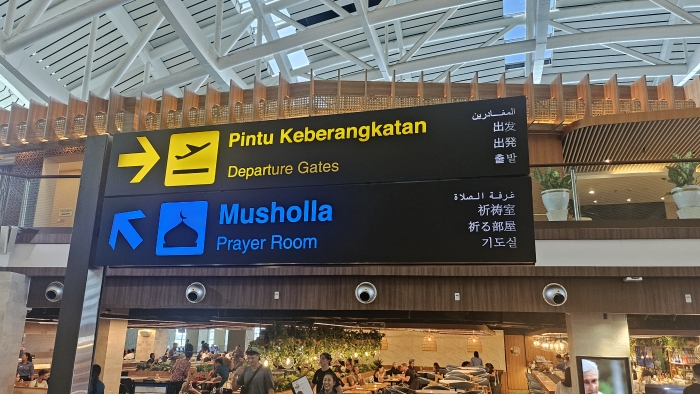 Pintu Keberangkatan
Departure Gates
المغادرين
出发
出発
출발
Musholla
Prayer Room
غرفة الصلاة
祈祷室
祈る部屋
기도실